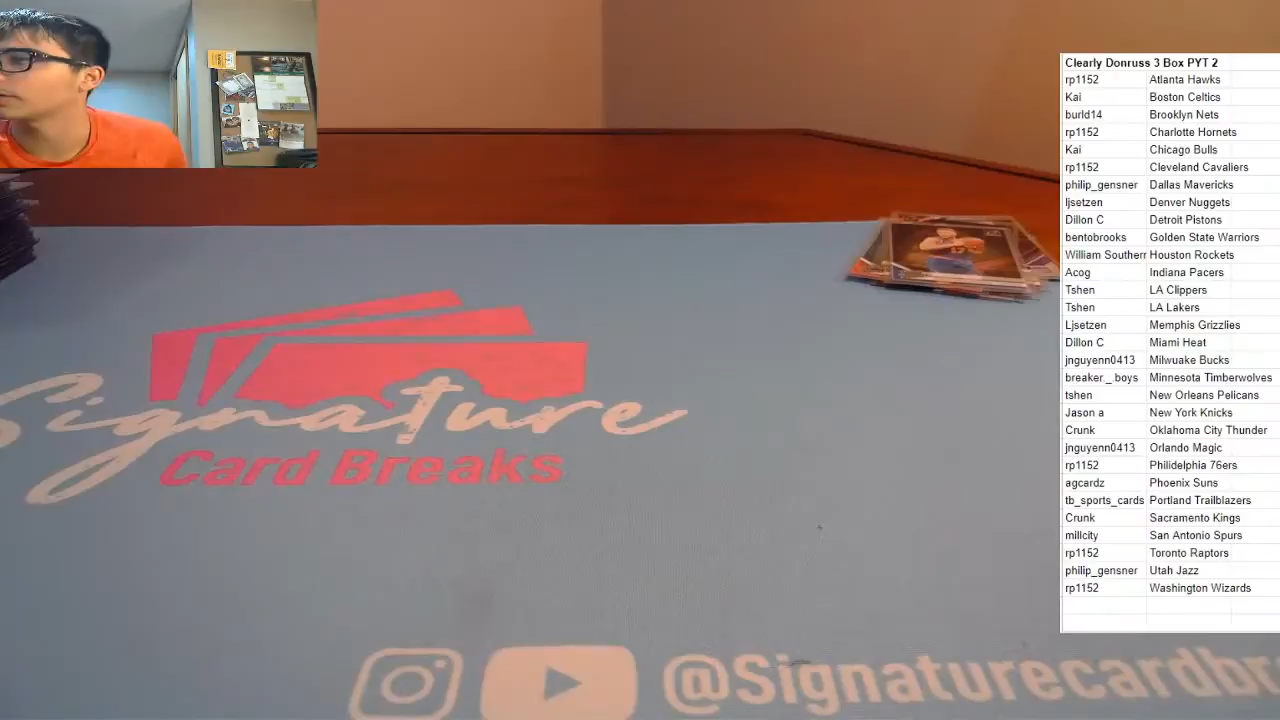 Clearly Donruss 3 Box PYT 2
rp1152 Atlanta Hawks
Kai Boston Celtics
burld14 Brooklyn Nets
rp1152 Charlotte Hornets
Kai Chicago Bulls
rp1152 Cleveland Cavaliers
philip_gensner Dallas Mavericks
ljsetzen Denver Nuggets
Dillon C Detroit Pistons
bentobrooks Golden State Warriors
William Southerr Houston Rockets
Acog Indiana Pacers
Tshen LA Clippers
Tshen LA Lakers
Ljsetzen Memphis Grizzlies
Dillon C Miami Heat
jnguyenn0413 Milwuake Bucks
breaker._.boys Minnesota Timberwolves
tshen New Orleans Pelicans
Jason a New York Knicks
Crunk Oklahoma City Thunder
jnguyenn0413 Orlando Magic
rp1152 Philidelphia 76ers
agcardz Phoenix Suns
tb_sports_cards Portland Trailblazers
Crunk Sacramento Kings
millcity San Antonio Spurs
rp1152 Toronto Raptors
philip_gensner Utah Jazz
rp1152 Washington Wizards
Signature
Card Breaks
@Signaturecardbr